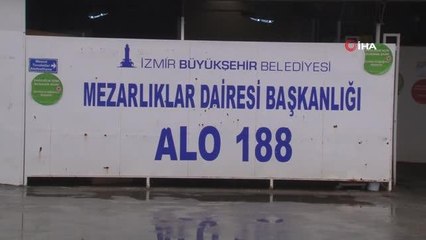 İHA
İZMİR BÜYÜKŞEHİR BELEDİYESİ
MEZARLIKLAR DAİRESİ BAŞKANLIĞI
ALO 188